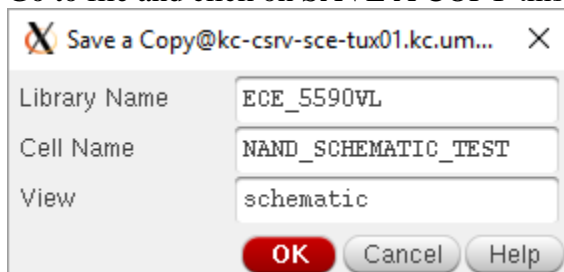 Save a Copy@kc-csrv-sce-tux01.kc.um...
Library Name ECE_5590VL
Cell Name NAND_SCHEMATIC_TEST
View schematic
OK Cancel Help